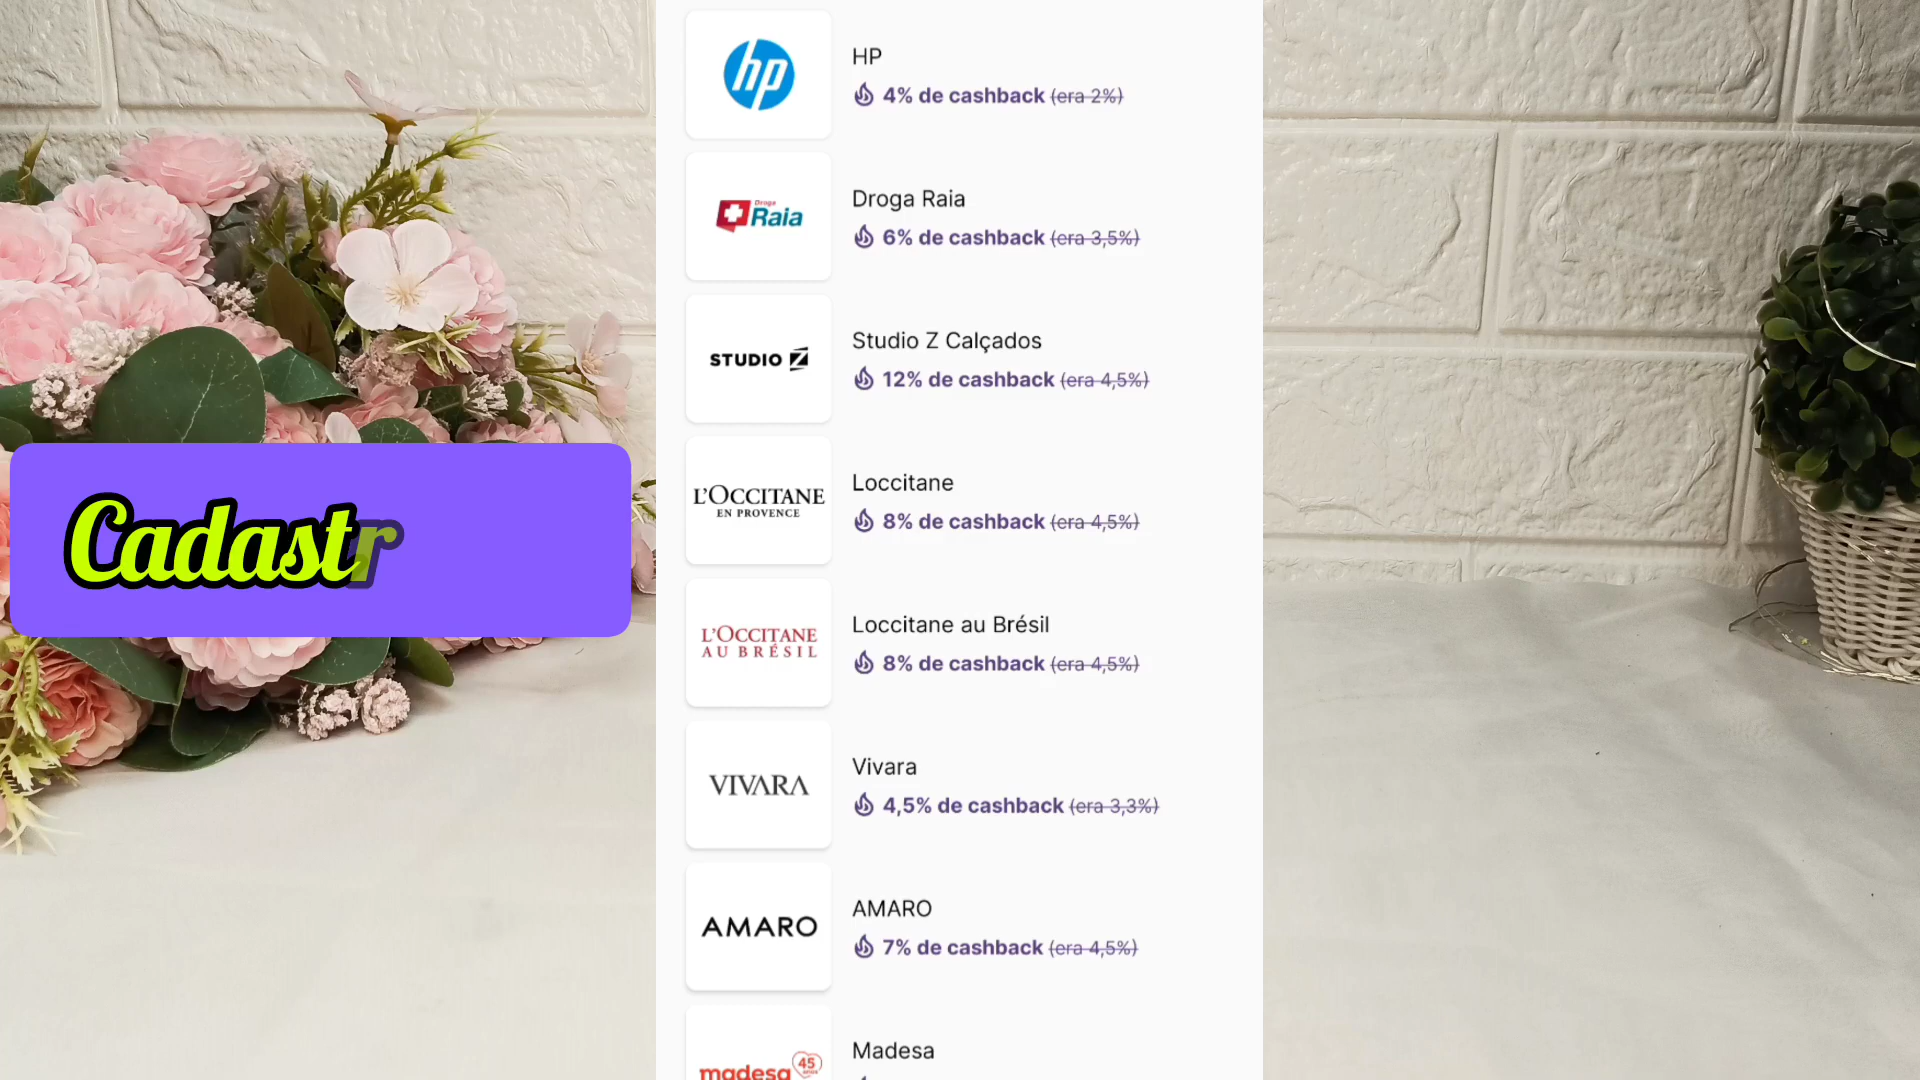 hp
HP
4% de cashback (era 2%)
Droga
Raia
Droga Raia
6% de cashback (era 3,5%)
STUDIO Z
Studio Z Calçados
12% de cashback (era 4,5%)
L'OCCITANE
EN PROVENCE
Loccitane
8% de cashback (era 4,5%)
Cadastr
L'OCCITANE
AU BRÉSIL
Loccitane au Brésil
8% de cashback (era 4,5%)
VIVARA
Vivara
4,5% de cashback (era 3,3%)
AMARO
AMARO
7% de cashback (era 4,5%)
madesa
45
Madesa